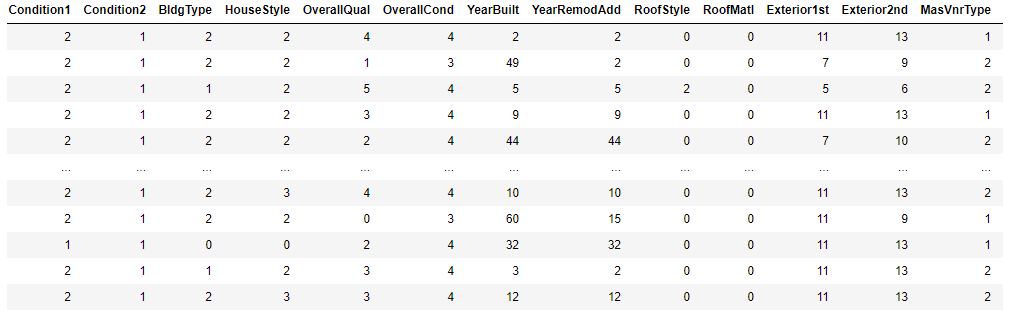 Condition1 Condition2 BldgType HouseStyle OverallQual OverallCond YearBuilt YearRemodAdd RoofStyle RoofMatl Exterior1st Exterior2nd MasVnrType
2 1 2 2 4 4 2 2 0 0 11 13 1
2 1 2 2 1 3 49 2 0 0 7 9 2
2 1 1 2 5 4 5 5 2 0 5 6 2
2 1 2 2 3 4 9 9 0 0 11 13 1
2 1 2 2 2 4 44 44 0 0 7 10 2
... ... ... ... ... ... ... ... ... ... ... ... ...
2 1 2 3 4 4 10 10 0 0 11 13 2
2 1 2 2 0 3 60 15 0 0 11 9 1
1 1 0 0 2 4 32 32 0 0 11 13 1
2 1 1 2 3 4 3 2 0 0 11 13 2
2 1 2 3 3 4 12 12 0 0 11 13 2